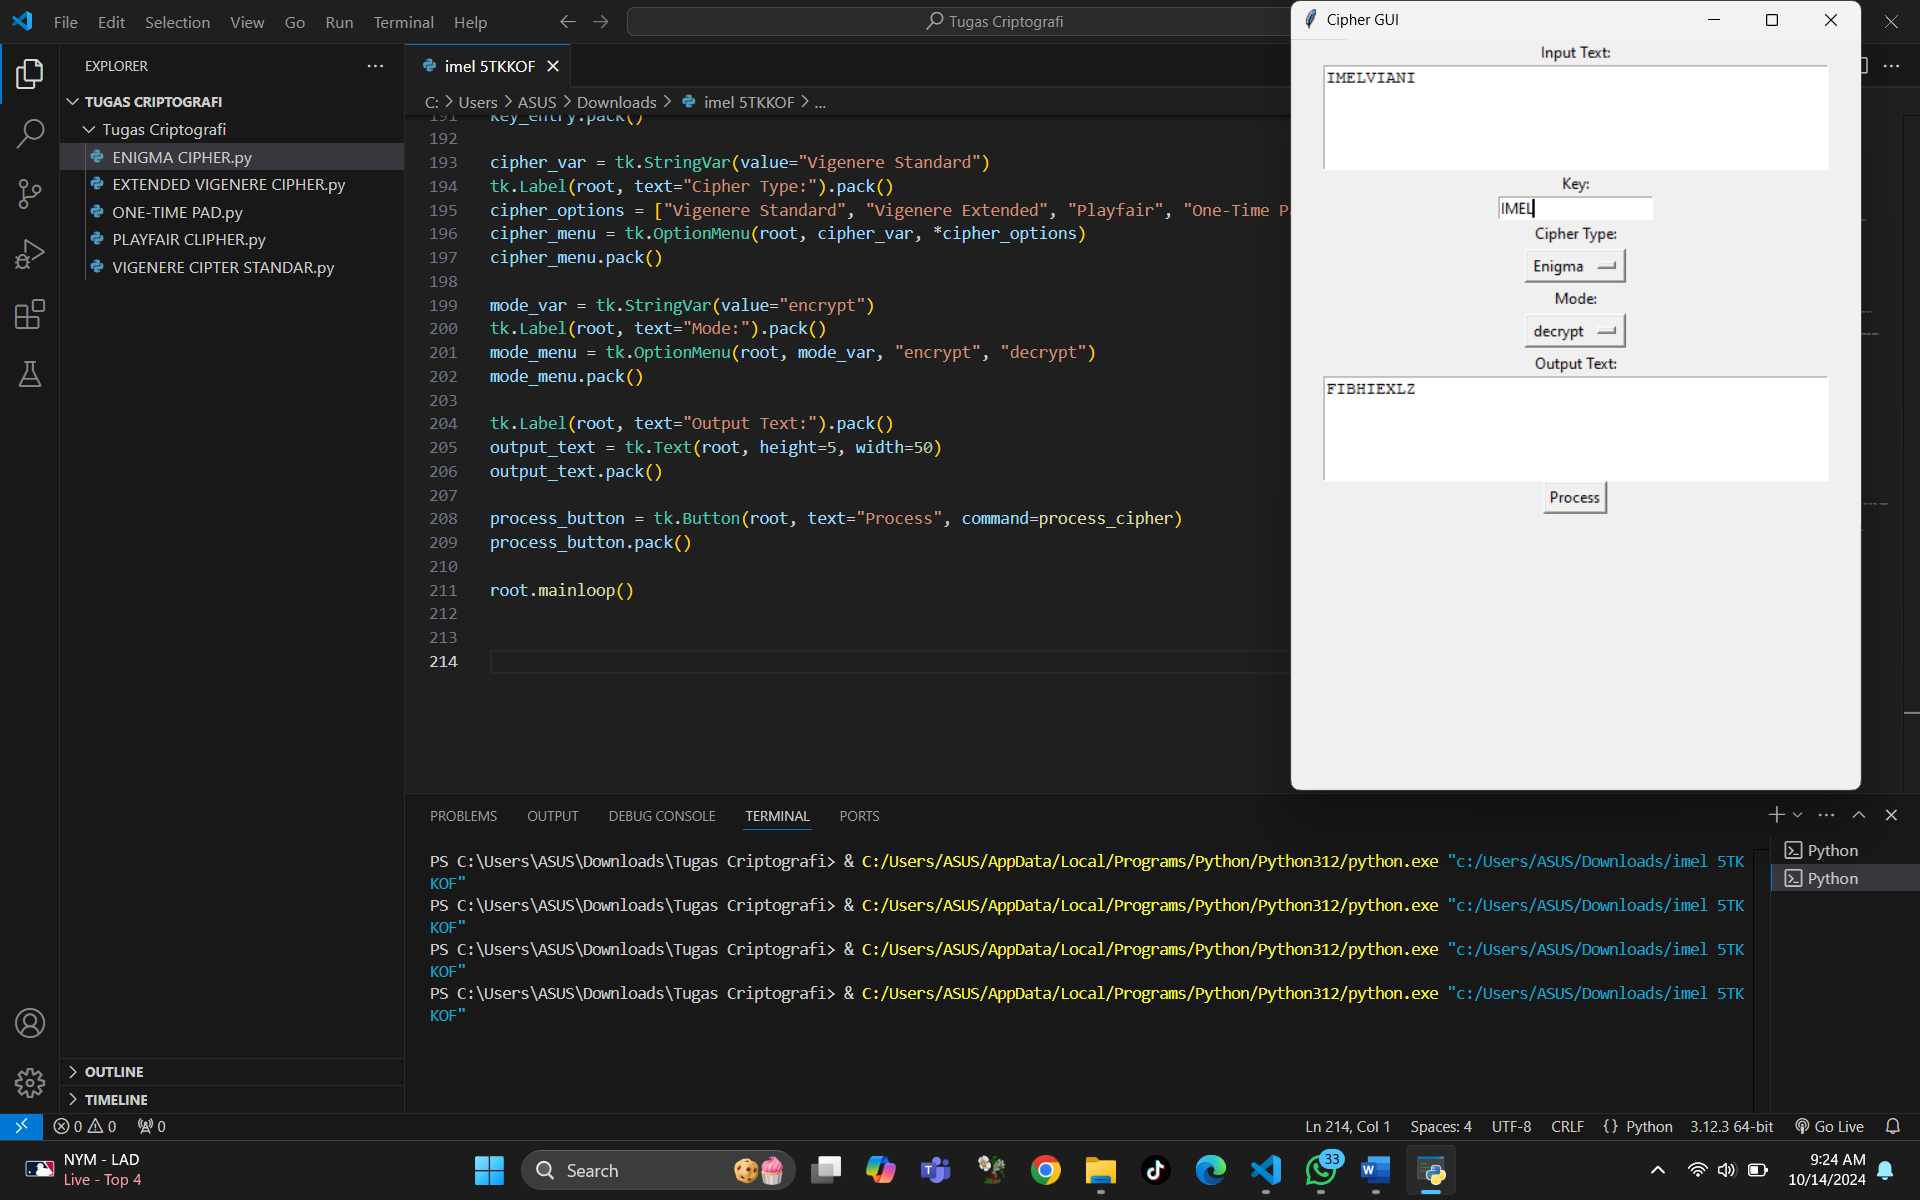 File Edit Selection View Go Run Terminal Help
Tugas Criptografi
EXPLORER
TUGAS CRIPTOGRAFI
Tugas Criptografi
ENIGMA CIPHER.py
EXTENDED VIGENERE CIPHER.py
ONE-TIME PAD.py
PLAYFAIR CLIPHER.py
VIGENERE CIPTER STANDAR.py
OUTLINE
TIMELINE
imel 5TKKOF
C: > Users > ASUS > Downloads > imel 5TKKOF > ...
191 key_entry.pack()
192
193 cipher_var = tk.StringVar(value="Vigenere Standard")
194 tk.Label(root, text="Cipher Type:").pack()
195 cipher_options = ["Vigenere Standard", "Vigenere Extended", "Playfair", "One-Time P
196 cipher_menu = tk.OptionMenu(root, cipher_var, *cipher_options)
197 cipher_menu.pack()
198
199 mode_var = tk.StringVar(value="encrypt")
200 tk.Label(root, text="Mode:").pack()
201 mode_menu = tk.OptionMenu(root, mode_var, "encrypt", "decrypt")
202 mode_menu.pack()
203
204 tk.Label(root, text="Output Text:").pack()
205 output_text = tk.Text(root, height=5, width=50)
206 output_text.pack()
207
208 process_button = tk.Button(root, text="Process", command=process_cipher)
209 process_button.pack()
210
211 root.mainloop()
212
213
214
Cipher GUI
Input Text:
IMELVIANI
Key:
IMEL
Cipher Type:
Enigma
Mode:
decrypt
Output Text:
FIBHIEXLZ
Process
PROBLEMS OUTPUT DEBUG CONSOLE TERMINAL PORTS
PS C:\Users\ASUS\Downloads\Tugas Criptografi> & C:/Users/ASUS/AppData/Local/Programs/Python/Python312/python.exe "c:/Users/ASUS/Downloads/imel 5TK
KOF"
PS C:\Users\ASUS\Downloads\Tugas Criptografi> & C:/Users/ASUS/AppData/Local/Programs/Python/Python312/python.exe "c:/Users/ASUS/Downloads/imel 5TK
KOF"
PS C:\Users\ASUS\Downloads\Tugas Criptografi> & C:/Users/ASUS/AppData/Local/Programs/Python/Python312/python.exe "c:/Users/ASUS/Downloads/imel 5TK
KOF"
PS C:\Users\ASUS\Downloads\Tugas Criptografi> & C:/Users/ASUS/AppData/Local/Programs/Python/Python312/python.exe "c:/Users/ASUS/Downloads/imel 5TK
KOF"
Python
Python
0 0 0
Ln 214, Col 1 Spaces: 4 UTF-8 CRLF {} Python 3.12.3 64-bit Go Live
NYM - LAD
Live - Top 4
Search
33
9:24 AM
10/14/2024